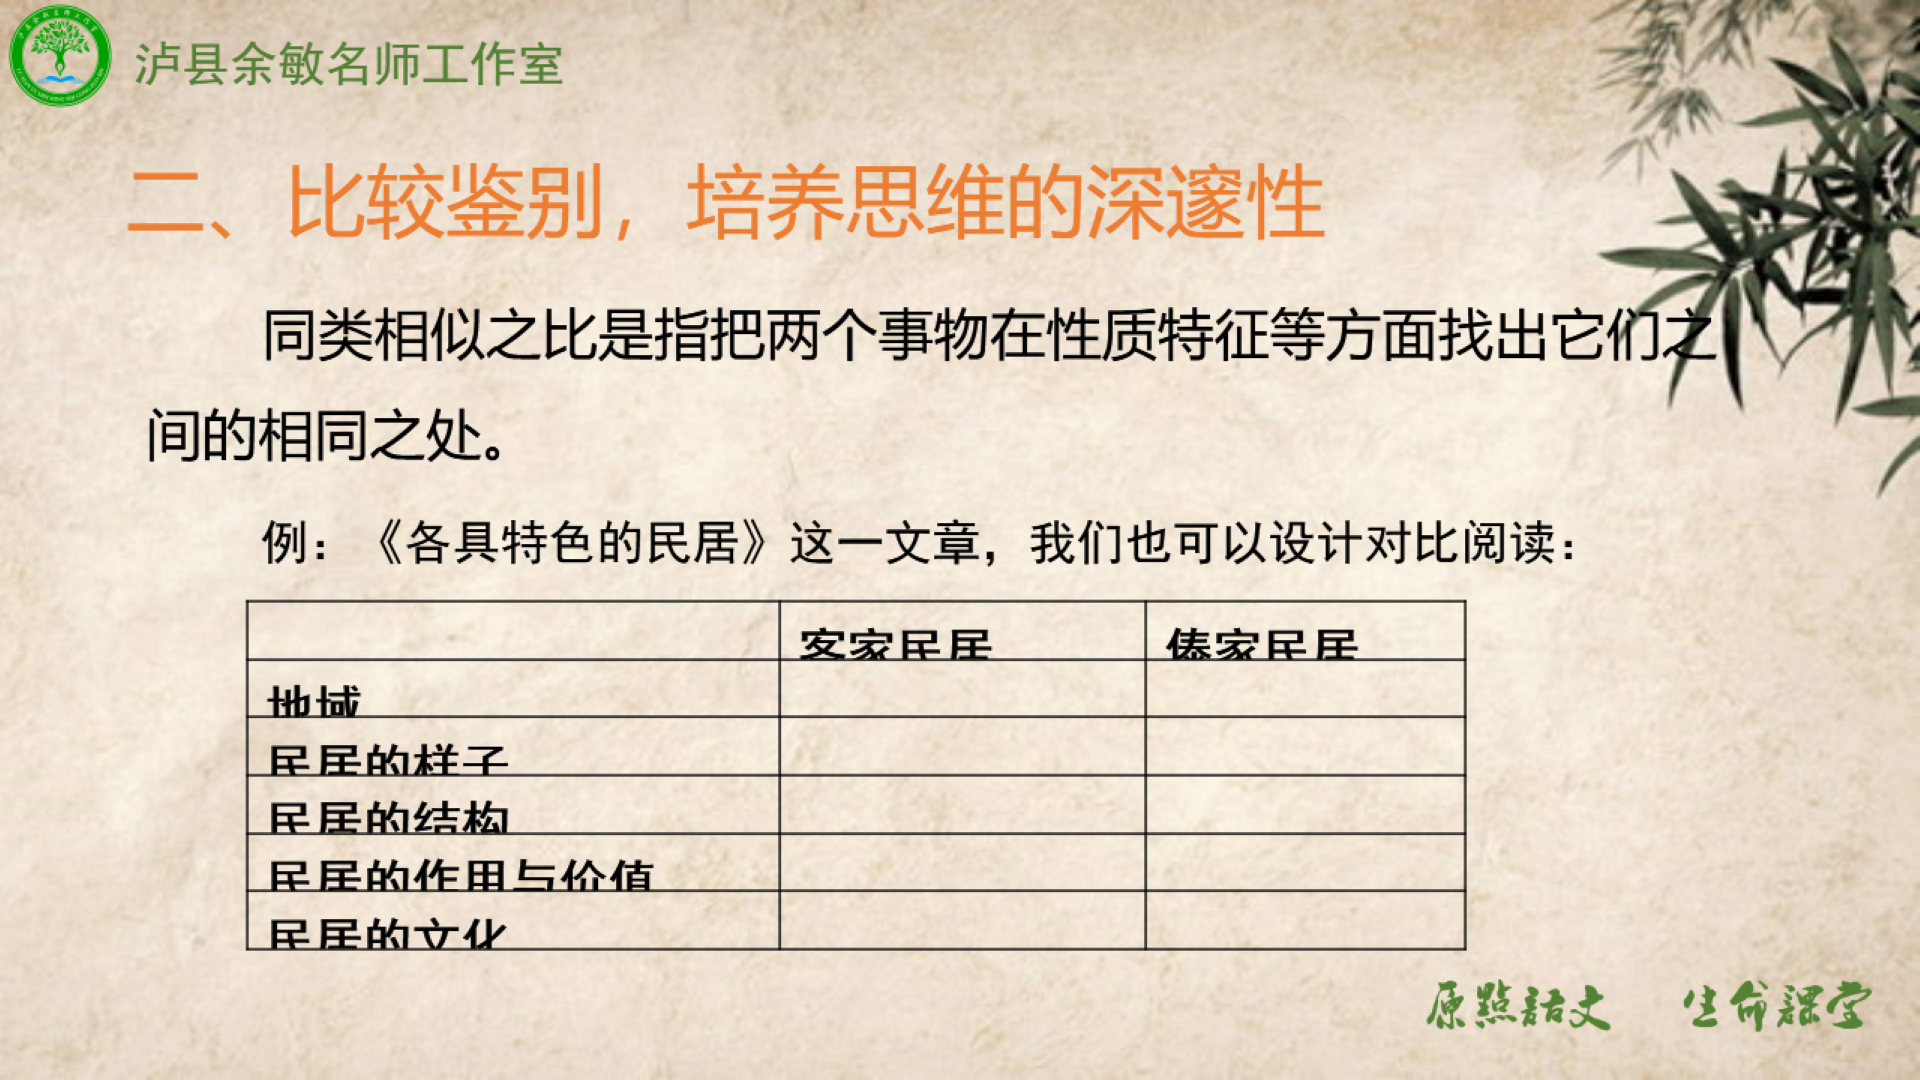 泸县余敏名师工作室
二、比较鉴别，培养思维的深邃性
同类相似之比是指把两个事物在性质特征等方面找出它们之
间的相同之处。
例：《各具特色的民居》这一文章，我们也可以设计对比阅读：
客家民居 傣家民居
地域
民居的样子
民居的结构
民居的作用与价值
民居的文化
原點語文 生命課堂